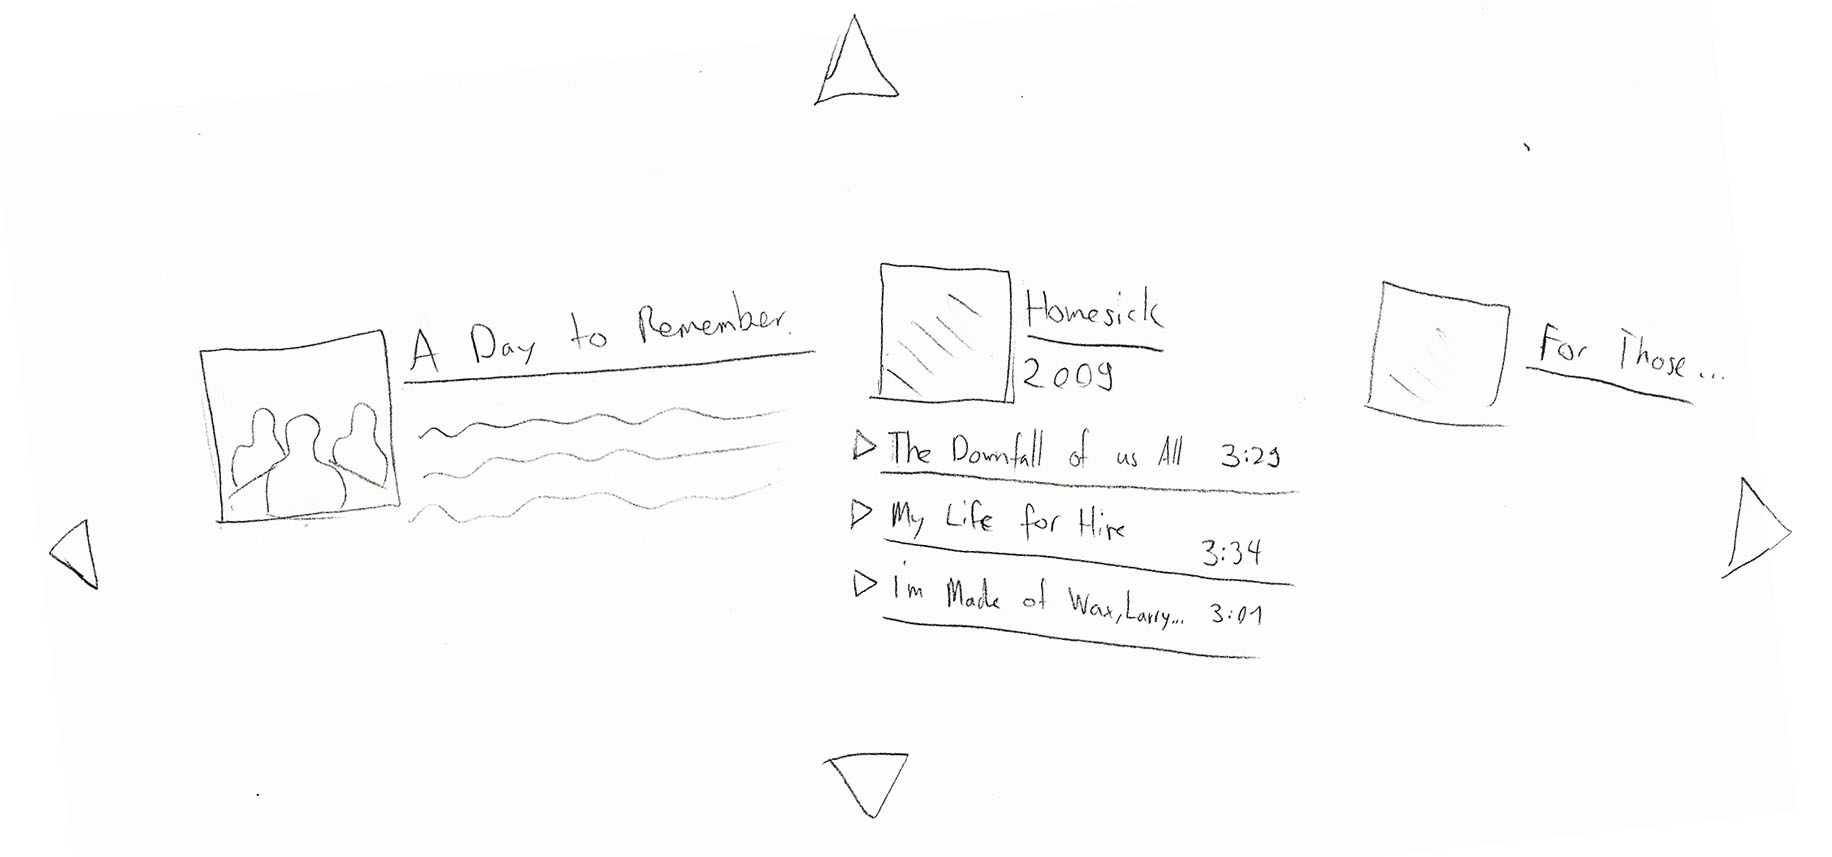 A Day to Remember.
Homesick
2009
The Downfall of us All 3:29
My Life for Hire 3:34
I'm Made of Wax, Larry... 3:01
For Those...